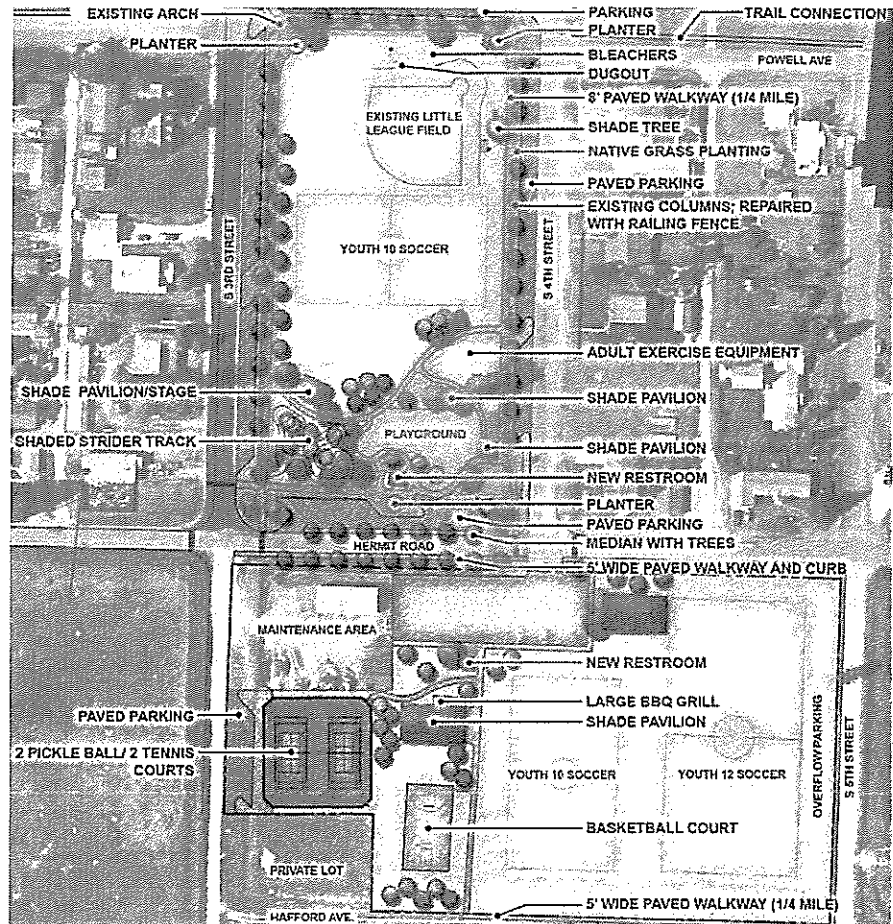 EXISTING ARCH
PARKING
TRAIL CONNECTION
PLANTER
PLANTER
BLEACHERS
POWELL AVE
DUGOUT
8' PAVED WALKWAY (1/4 MILE)
EXISTING LITTLE
LEAGUE FIELD
SHADE TREE
NATIVE GRASS PLANTING
PAVED PARKING
EXISTING COLUMNS; REPAIRED
WITH RAILING FENCE
S 3RD STREET
YOUTH 10 SOCCER
S 4TH STREET
ADULT EXERCISE EQUIPMENT
SHADE PAVILION/STAGE
SHADE PAVILION
SHADED STRIDER TRACK
PLAYGROUND
SHADE PAVILION
NEW RESTROOM
PLANTER
PAVED PARKING
MEDIAN WITH TREES
HERMIT ROAD
5' WIDE PAVED WALKWAY AND CURB
MAINTENANCE AREA
NEW RESTROOM
LARGE BBQ GRILL
PAVED PARKING
SHADE PAVILION
2 PICKLE BALL/ 2 TENNIS
COURTS
YOUTH 10 SOCCER
YOUTH 12 SOCCER
OVERFLOW PARKING
S 5TH STREET
BASKETBALL COURT
PRIVATE LOT
5' WIDE PAVED WALKWAY (1/4 MILE)
HAFFORD AVE.